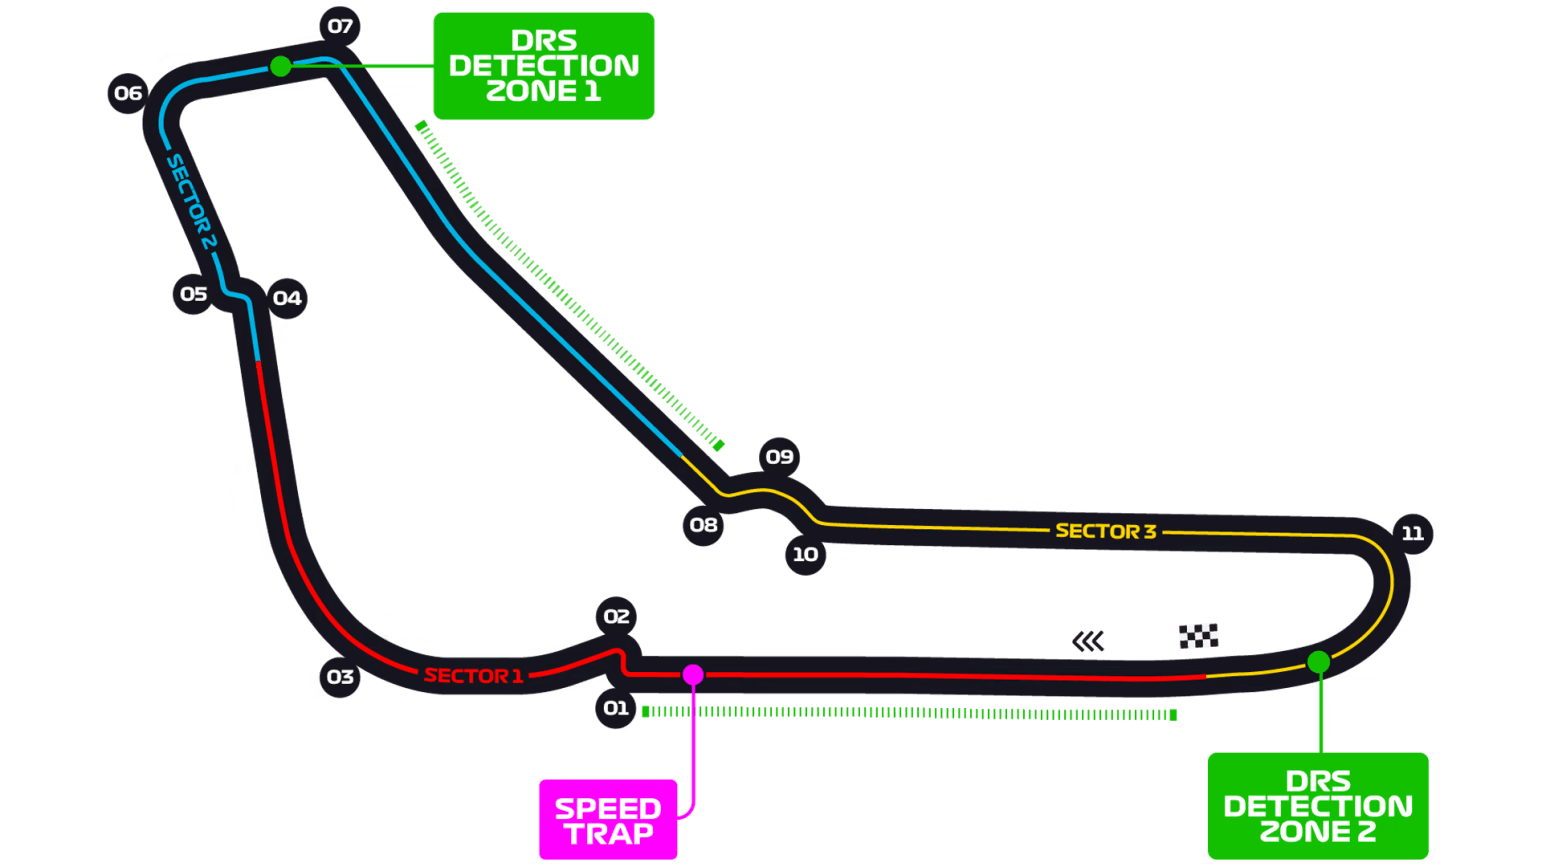 07
DRS
DETECTION
ZONE 1
06
SECTOR 2
05
04
09
08
10
SECTOR 3
11
02
03
SECTOR 1
01
SPEED
TRAP
DRS
DETECTION
ZONE 2